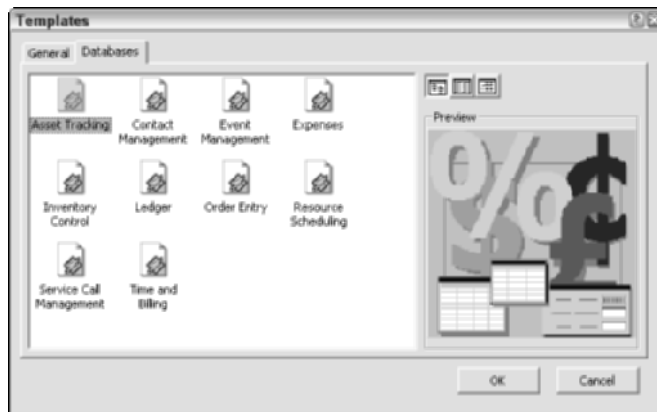 Templates
General Databases
Asset Tracking Contact Management Event Management Expenses
Inventory Control Ledger Order Entry Resource Scheduling
Service Call Management Time and Billing
Preview
% ¢
$ £
OK Cancel